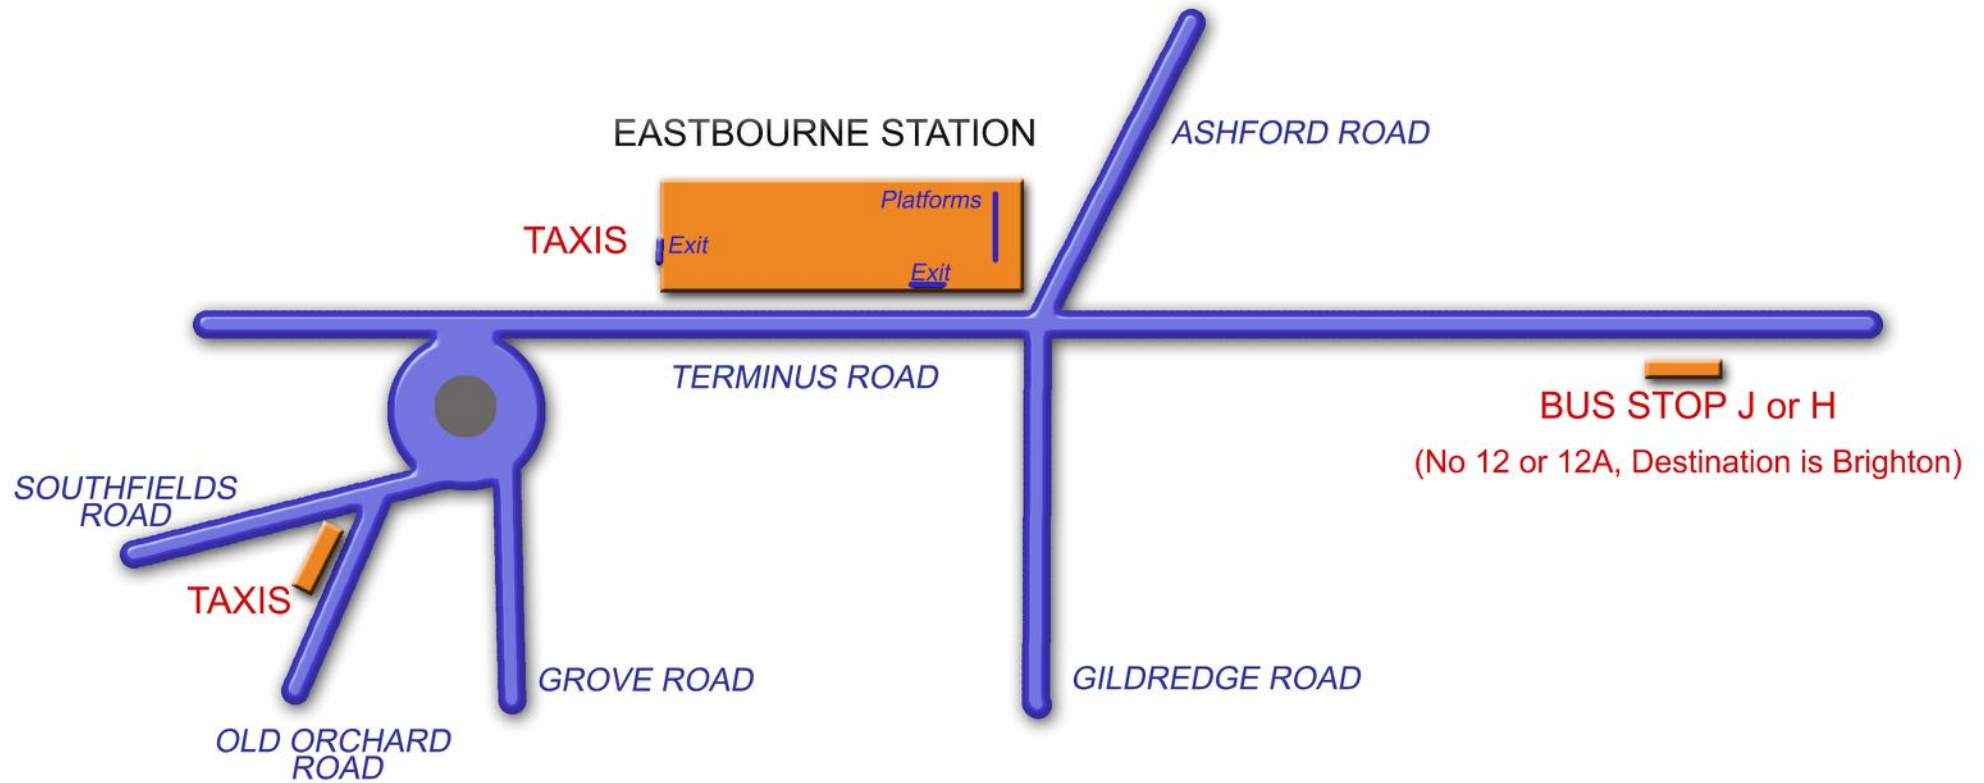 EASTBOURNE STATION
ASHFORD ROAD
Platforms
TAXIS
Exit
Exit
TERMINUS ROAD
BUS STOP J or H
(No 12 or 12A, Destination is Brighton)
SOUTHFIELDS
ROAD
TAXIS
GROVE ROAD
GILDREDGE ROAD
OLD ORCHARD
ROAD